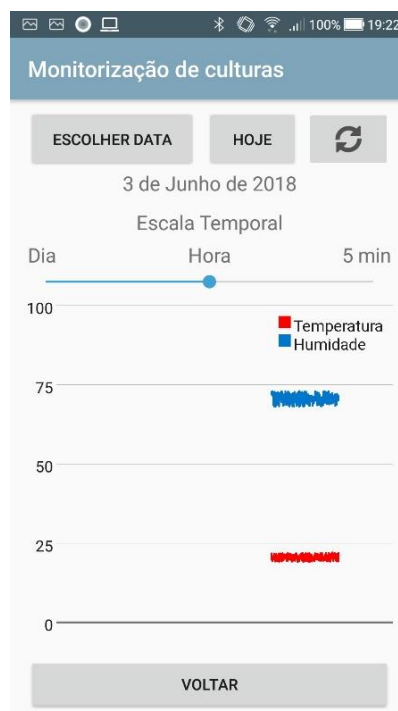 100% 19:22
Monitorização de culturas
ESCOLHER DATA HOJE
3 de Junho de 2018
Escala Temporal
Dia Hora 5 min
100
Temperatura
Humidade
75
50
25
0
VOLTAR